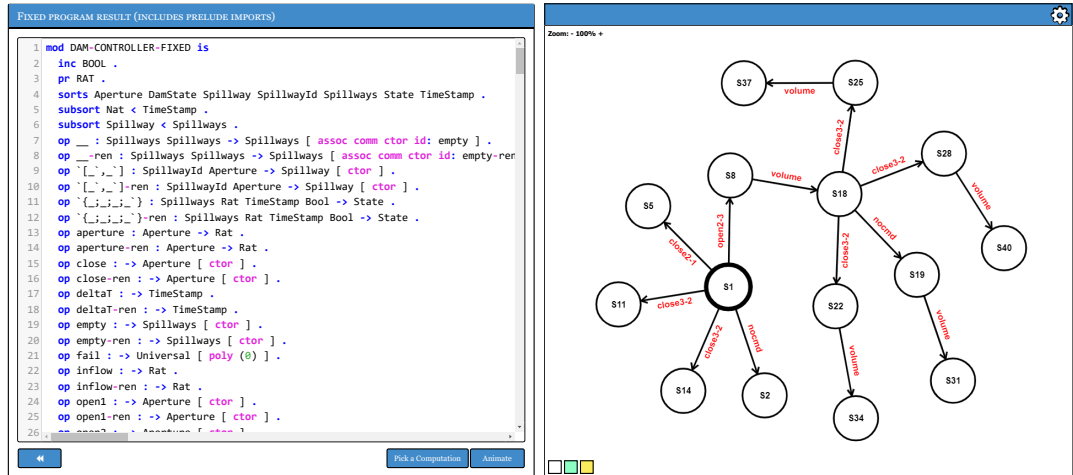 FIXED PROGRAM RESULT (INCLUDES PRELUDE IMPORTS)
1 mod DAM-CONTROLLER-FIXED is
2 inc BOOL .
3 pr RAT .
4 sorts Aperture DamState Spillway SpillwayId Spillways State TimeStamp .
5 subsort Nat < TimeStamp .
6 subsort Spillway < Spillways .
7 op __ : Spillways Spillways -> Spillways [ assoc comm ctor id: empty ] .
8 op __-ren : Spillways Spillways -> Spillways [ assoc comm ctor id: empty-ren
9 op `[_`,_`] : SpillwayId Aperture -> Spillway [ ctor ] .
10 op `[_`,_`]-ren : SpillwayId Aperture -> Spillway [ ctor ] .
11 op `{_;_;_;_`} : Spillways Rat TimeStamp Bool -> State .
12 op `{_;_;_;_`}-ren : Spillways Rat TimeStamp Bool -> State .
13 op aperture : Aperture -> Rat .
14 op aperture-ren : Aperture -> Rat .
15 op close : -> Aperture [ ctor ] .
16 op close-ren : -> Aperture [ ctor ] .
17 op deltaT : -> TimeStamp .
18 op deltaT-ren : -> TimeStamp .
19 op empty : -> Spillways [ ctor ] .
20 op empty-ren : -> Spillways [ ctor ] .
21 op fail : -> Universal [ poly (0) ] .
22 op inflow : -> Rat .
23 op inflow-ren : -> Rat .
24 op open1 : -> Aperture [ ctor ] .
25 op open1-ren : -> Aperture [ ctor ] .
26
Pick a Computation
Animate
Zoom: - 100% +
S37
volume
S25
close3-2
S28
close3-2
S8
volume
S18
volume
S5
open2-3
nocmd
close2-1
close3-2
S40
S1
S19
S11
close3-2
S22
volume
close3-2
nocmd
volume
S14
S2
S31
S34